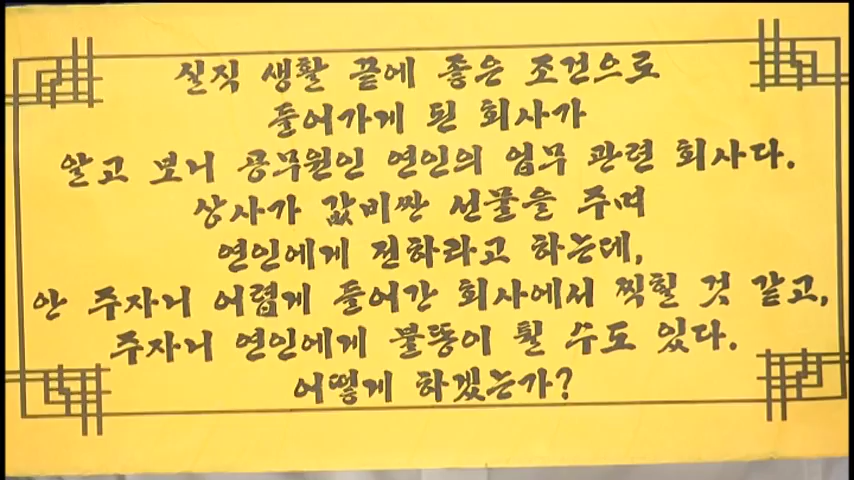 실직 생활 끝에 좋은 조건으로
들어가게 된 회사가
알고 보니 공무원인 연인의 업무 관련 회사다.
상사가 값비싼 선물을 주며
연인에게 전하라고 하는데,
안 주자니 어렵게 들어간 회사에서 찍힐 것 같고,
주자니 연인에게 불똥이 튈 수도 있다.
어떻게 하겠는가?